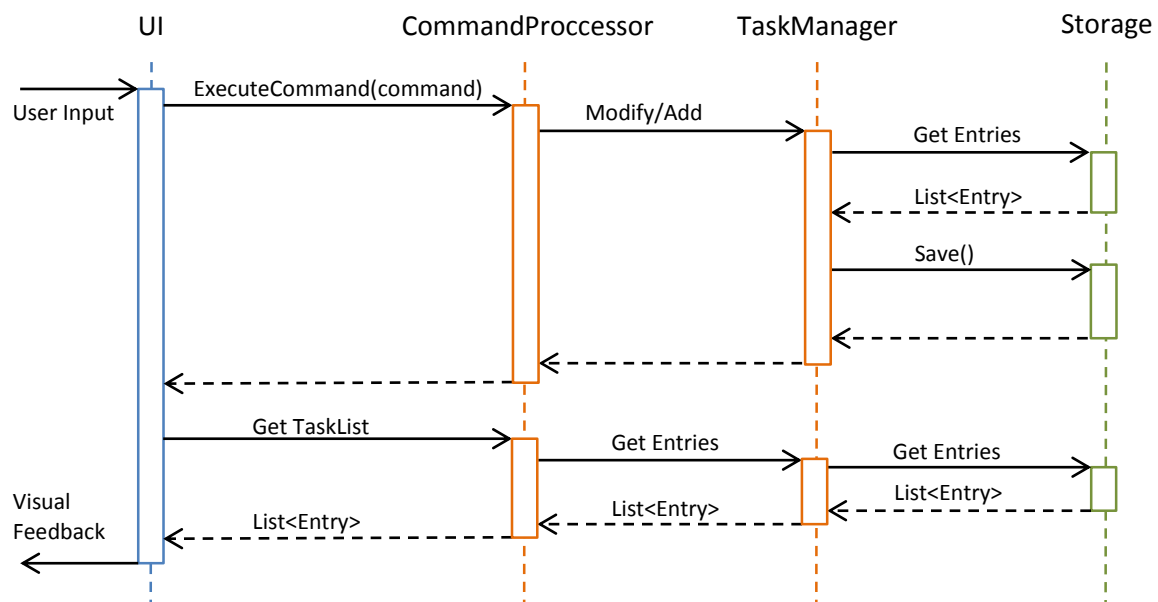 UI
CommandProccessor
TaskManager
Storage
ExecuteCommand(command)
User Input
Modify/Add
Get Entries
List<Entry>
Save()
Get TaskList
Get Entries
Get Entries
Visual
Feedback
List<Entry>
List<Entry>
List<Entry>